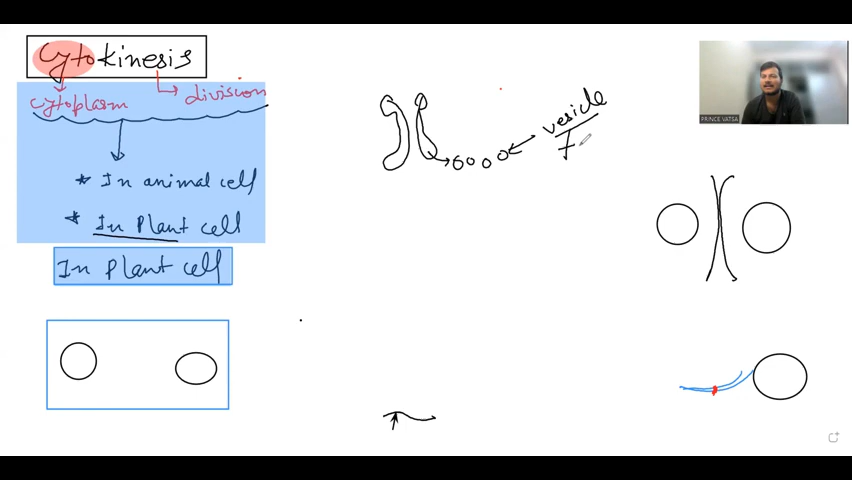 Cytokinesis
cytoplasm
division
* In animal cell
* In Plant cell
In Plant cell
vesicle
PRINCE VATSA